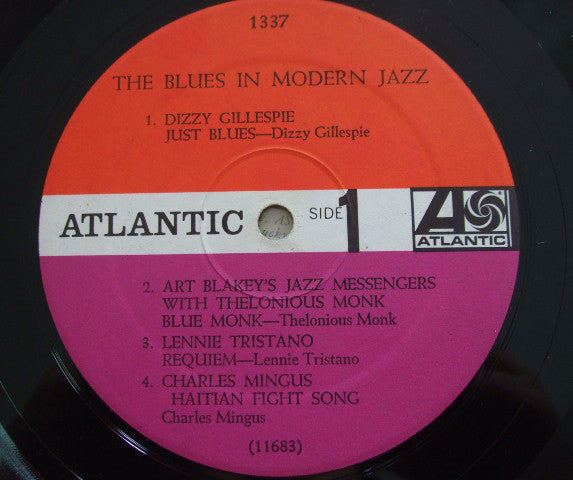 1337
THE BLUES IN MODERN JAZZ
1. DIZZY GILLESPIE
JUST BLUES—Dizzy Gillespie
ATLANTIC
SIDE 1
ATLANTIC
2. ART BLAKEY'S JAZZ MESSENGERS
WITH THELONIOUS MONK
BLUE MONK—Thelonious Monk
3. LENNIE TRISTANO
REQUIEM—Lennie Tristano
4. CHARLES MINGUS
HAITIAN FIGHT SONG
Charles Mingus
(11683)